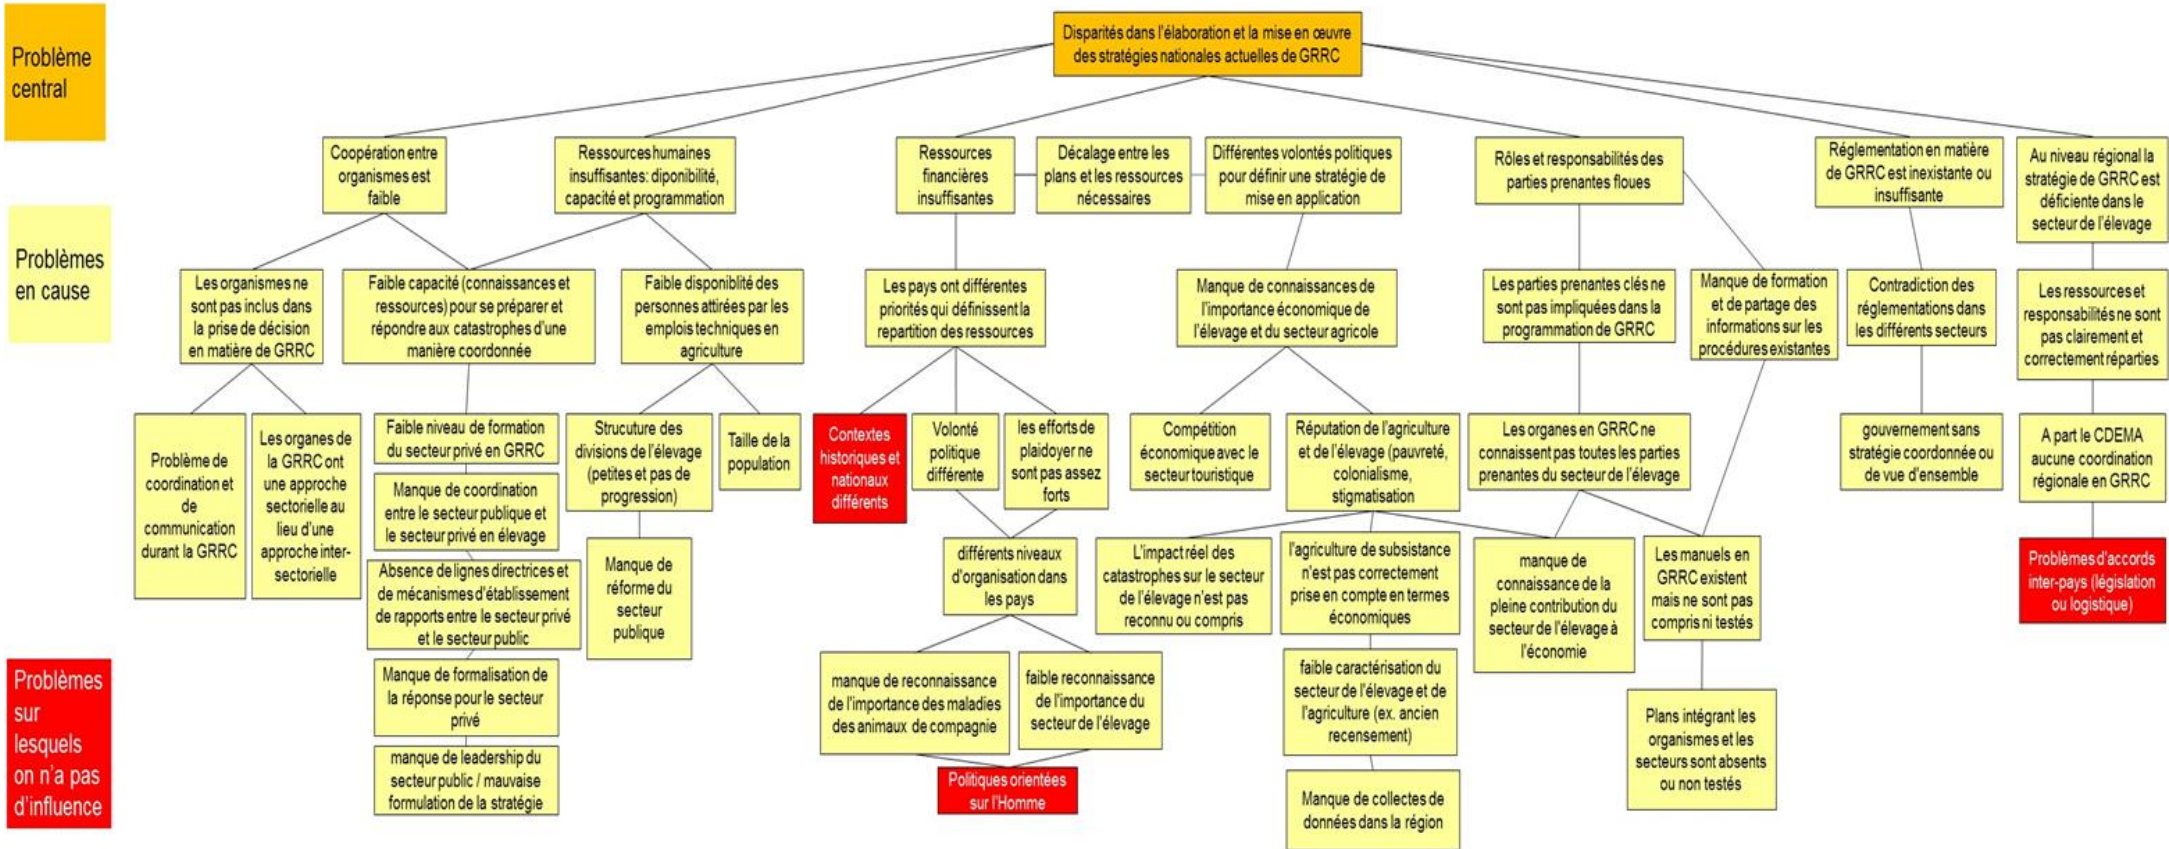 Problème
central
Disparités dans l'élaboration et la mise en œuvre
des stratégies nationales actuelles de GRRC
Problèmes
en cause
Coopération entre
organismes est
faible
Ressources humaines
insuffisantes: diponibilité,
capacité et programmation
Ressources
financières
insuffisantes
Décalage entre les
plans et les ressources
nécessaires
Différentes volontés politiques
pour définir une stratégie de
mise en application
Rôles et responsabilités des
parties prenantes floues
Réglementation en matière
de GRRC est inexistante ou
insuffisante
Au niveau régional la
stratégie de GRRC est
déficiente dans le
secteur de l'élevage
Les organismes ne
sont pas inclus dans
la prise de décision
en matière de GRRC
Faible capacité (connaissances et
ressources) pour se préparer et
répondre aux catastrophes d'une
manière coordonnée
Faible disponiblité des
personnes attirées par les
emplois techniques en
agriculture
Les pays ont différentes
priorités qui définissent la
repartition des ressources
Manque de connaissances de
l'importance économique de
l'élevage et du secteur agricole
Les parties prenantes clés ne
sont pas impliquées dans la
programmation de GRRC
Manque de formation
et de partage des
informations sur les
procédures existantes
Contradiction des
réglementations dans
les différents secteurs
Les ressources et
responsabilités ne sont
pas clairement et
correctement réparties
Problème de
coordination et
de
communication
durant la GRRC
Les organes de
la GRRC ont
une approche
sectorielle au
lieu d'une
approche inter-
sectorielle
Faible niveau de formation
du secteur privé en GRRC
Manque de coordination
entre le secteur publique et
le secteur privé en élevage
Absence de lignes directrices et
de mécanismes d'établissement
de rapports entre le secteur privé
et le secteur public
Manque de formalisation de
la réponse pour le secteur
privé
manque de leadership du
secteur public / mauvaise
formulation de la stratégie
Strucuture des
divisions de l'élevage
(petites et pas de
progression)
Manque de
réforme du
secteur
publique
Taille de la
population
Contextes
historiques et
nationaux
différents
Volonté
politique
différente
les efforts de
plaidoyer ne
sont pas assez
forts
différents niveaux
d'organisation dans
les pays
manque de reconnaissance
de l'importance des maladies
des animaux de compagnie
faible reconnaissance
de l'importance du
secteur de l'élevage
Politiques orientées
sur l'Homme
Compétition
économique avec le
secteur touristique
Réputation de l'agriculture
et de l'élevage (pauvreté,
colonialisme,
stigmatisation
L'impact réel des
catastrophes sur le secteur
de l'élevage n'est pas
reconnu ou compris
l'agriculture de subsistance
n'est pas correctement
prise en compte en termes
économiques
faible caractérisation du
secteur de l'élevage et de
l'agriculture (ex. ancien
recensement)
Manque de collectes de
données dans la région
Les organes en GRRC ne
connaissent pas toutes les parties
prenantes du secteur de l'élevage
manque de
connaissance de la
pleine contribution du
secteur de l'élevage à
l'économie
Les manuels en
GRRC existent
mais ne sont pas
compris ni testés
Plans intégrant les
organismes et les
secteurs sont absents
ou non testés
gouvernement sans
stratégie coordonnée ou
de vue d'ensemble
A part le CDEMA
aucune coordination
régionale en GRRC
Problèmes d'accords
inter-pays (législation
ou logistique)
Problèmes
sur
lesquels
on n'a pas
d'influence